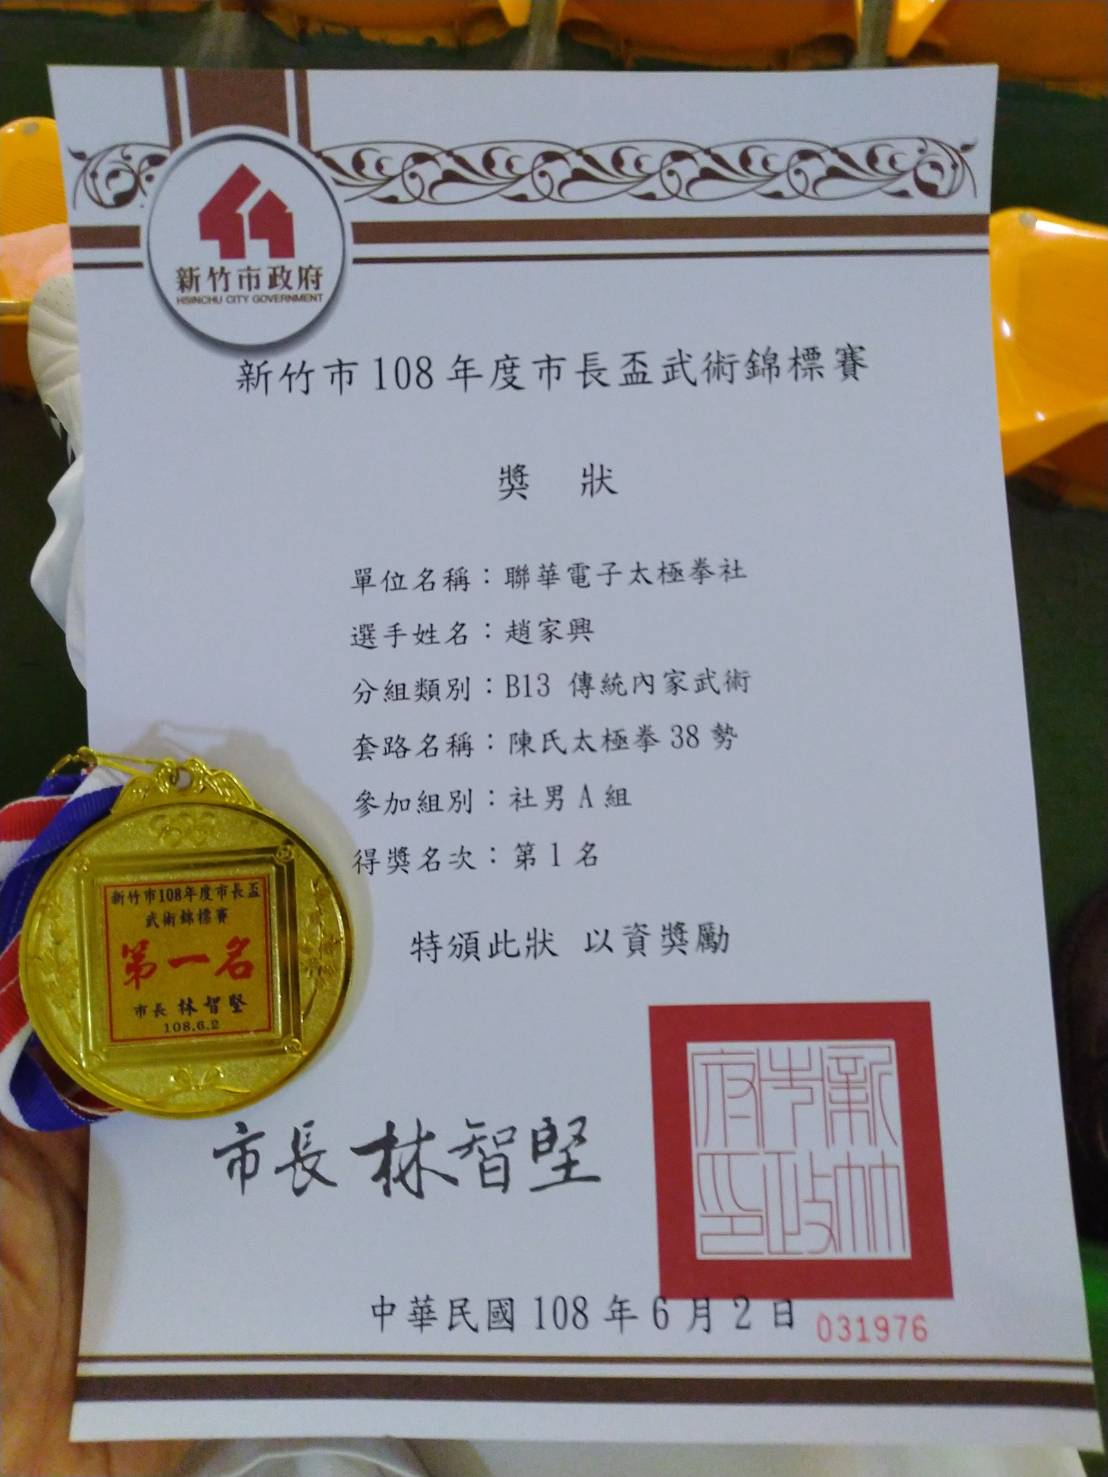 新竹市政府
HSINCHU CITY GOVERNMENT
新竹市108年度市長盃武術錦標賽
獎 狀
單位名稱：聯華電子太極拳社
選手姓名：趙家興
分組類別：B13 傳統內家武術
套路名稱：陳氏太極拳38勢
參加組別：社男A組
得獎名次：第1名
特頒此狀 以資獎勵
新竹市108年度市長盃
武術錦標賽
第一名
市長 林智堅
108.6.2
市長 林智堅
新竹市政府印
中華民國108年6月2日
031976